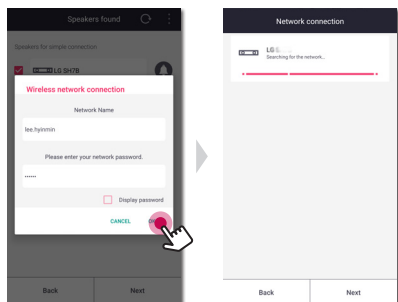 Speakers found
Speakers for simple connection
LG SH7B
Wireless network connection
Network Name
lee.hyinmin
Please enter your network password.
••••••
Display password
CANCEL
Back
Next
Network connection
LG
Searching for the network...
Back
Next